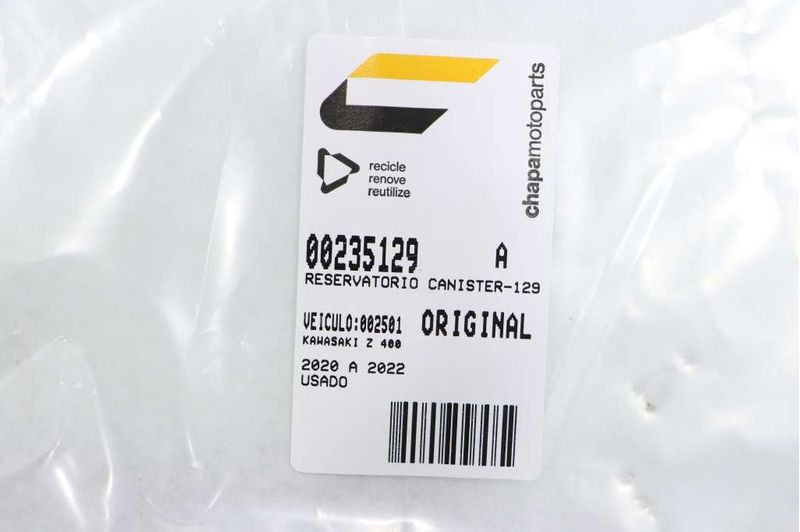 chapamotoparts
recicle
renove
reutilize
00235129 A
RESERVATORIO CANISTER-129
VEICULO:002501 ORIGINAL
KAWASAKI Z 400
2020 A 2022
USADO